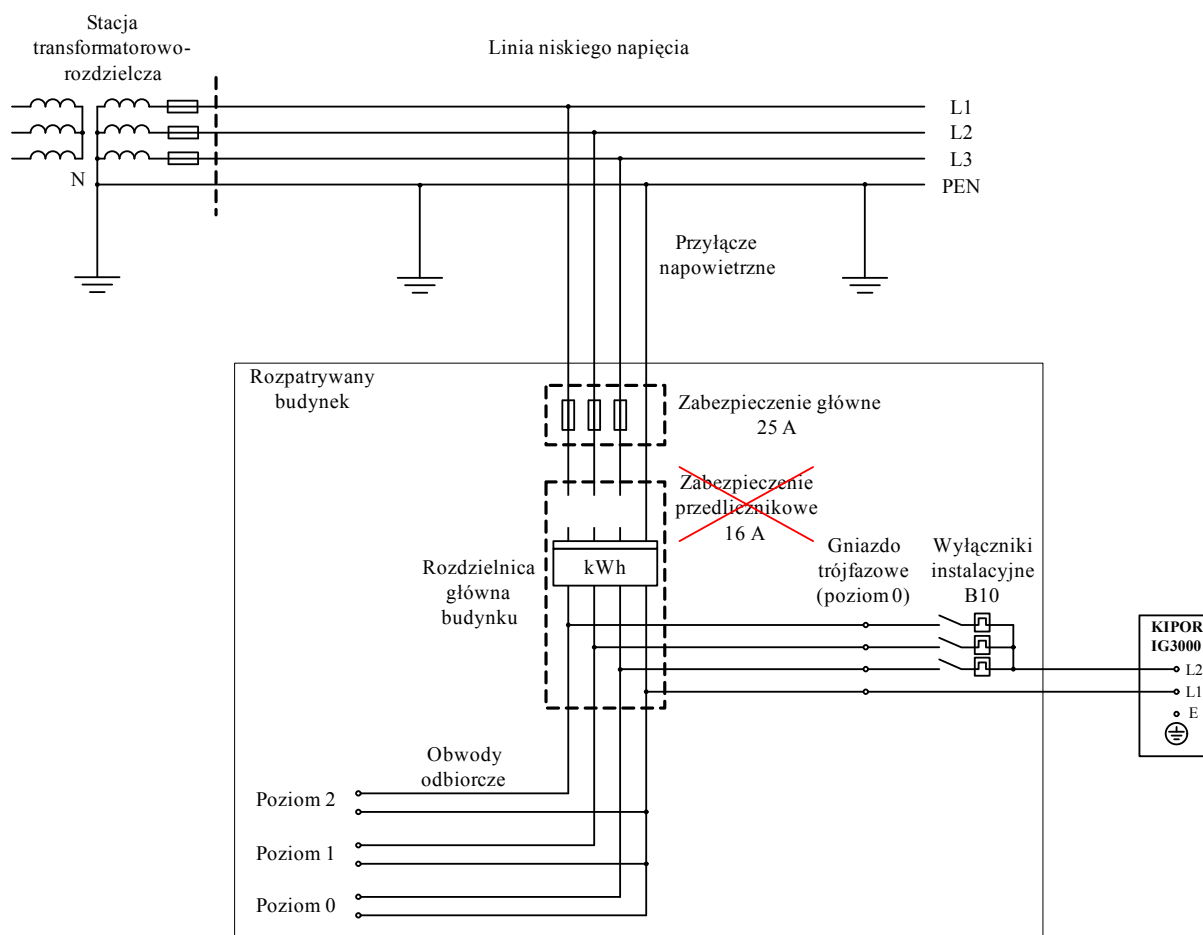 Stacja
transformatorowo-
rozdzielcza
Linia niskiego napięcia
L1
L2
L3
N
PEN
Przyłącze
napowietrzne
Rozpatrywany
budynek
Zabezpieczenie główne
25 A
Zabezpieczenie
przedlicznikowe
16 A
Rozdzielnica
główna
budynku
kWh
Gniazdo
trójfazowe
(poziom 0)
Wyłączniki
instalacyjne
B10
KIPOR
IG3000
L2
L1
E
Obwody
odbiorcze
Poziom 2
Poziom 1
Poziom 0